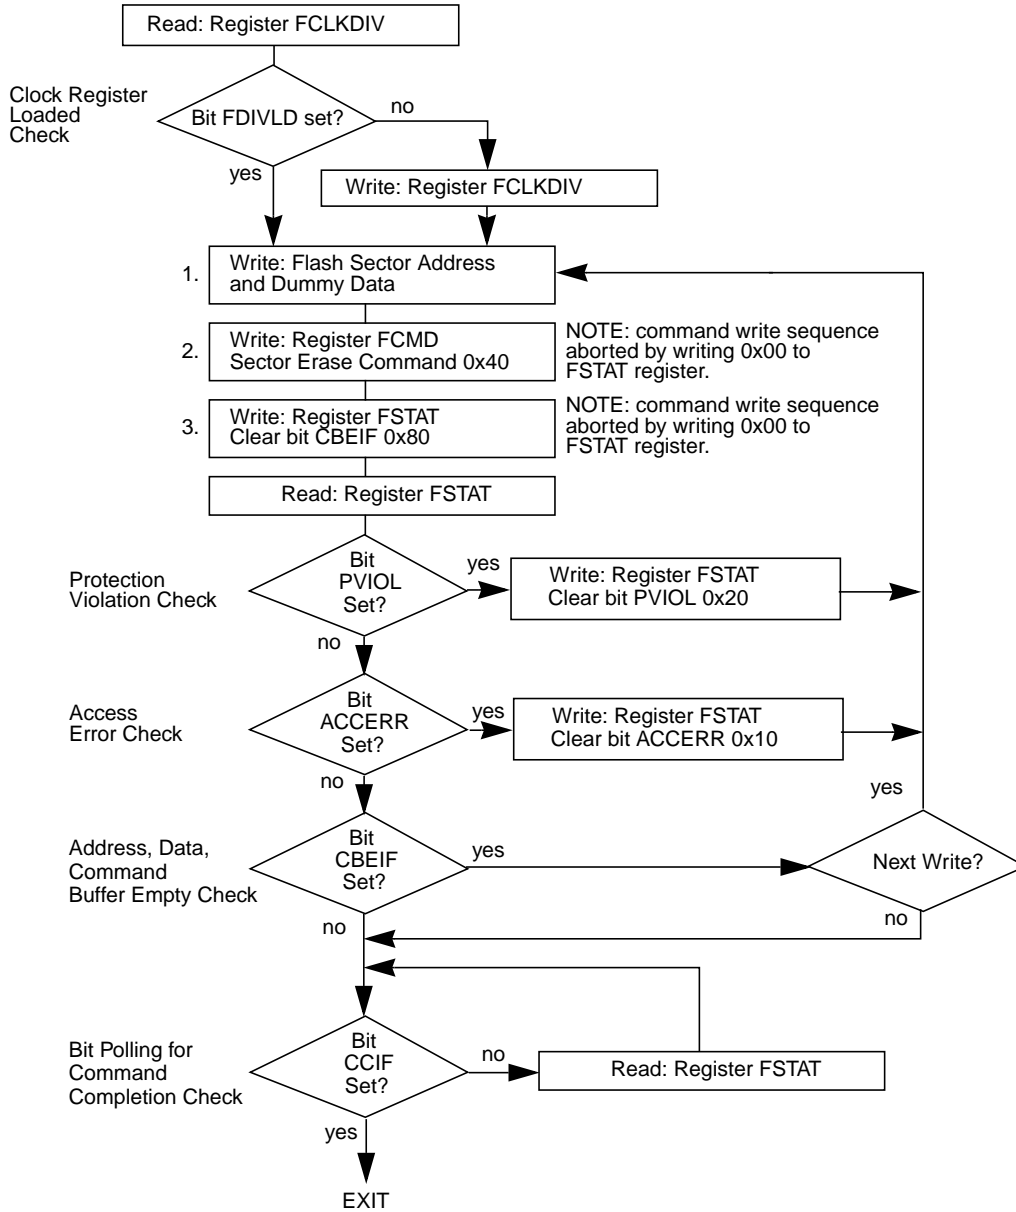 Read: Register FCLKDIV
Clock Register
Loaded
Check
Bit FDIVLD set?
no
yes
Write: Register FCLKDIV
1.
Write: Flash Sector Address
and Dummy Data
2.
Write: Register FCMD
Sector Erase Command 0x40
NOTE: command write sequence
aborted by writing 0x00 to
FSTAT register.
3.
Write: Register FSTAT
Clear bit CBEIF 0x80
NOTE: command write sequence
aborted by writing 0x00 to
FSTAT register.
Read: Register FSTAT
Protection
Violation Check
Bit
PVIOL
Set?
yes
Write: Register FSTAT
Clear bit PVIOL 0x20
no
Access
Error Check
Bit
ACCERR
Set?
yes
Write: Register FSTAT
Clear bit ACCERR 0x10
no
yes
Address, Data,
Command
Buffer Empty Check
Bit
CBEIF
Set?
yes
Next Write?
no
no
Bit Polling for
Command
Completion Check
Bit
CCIF
Set?
no
Read: Register FSTAT
yes
EXIT